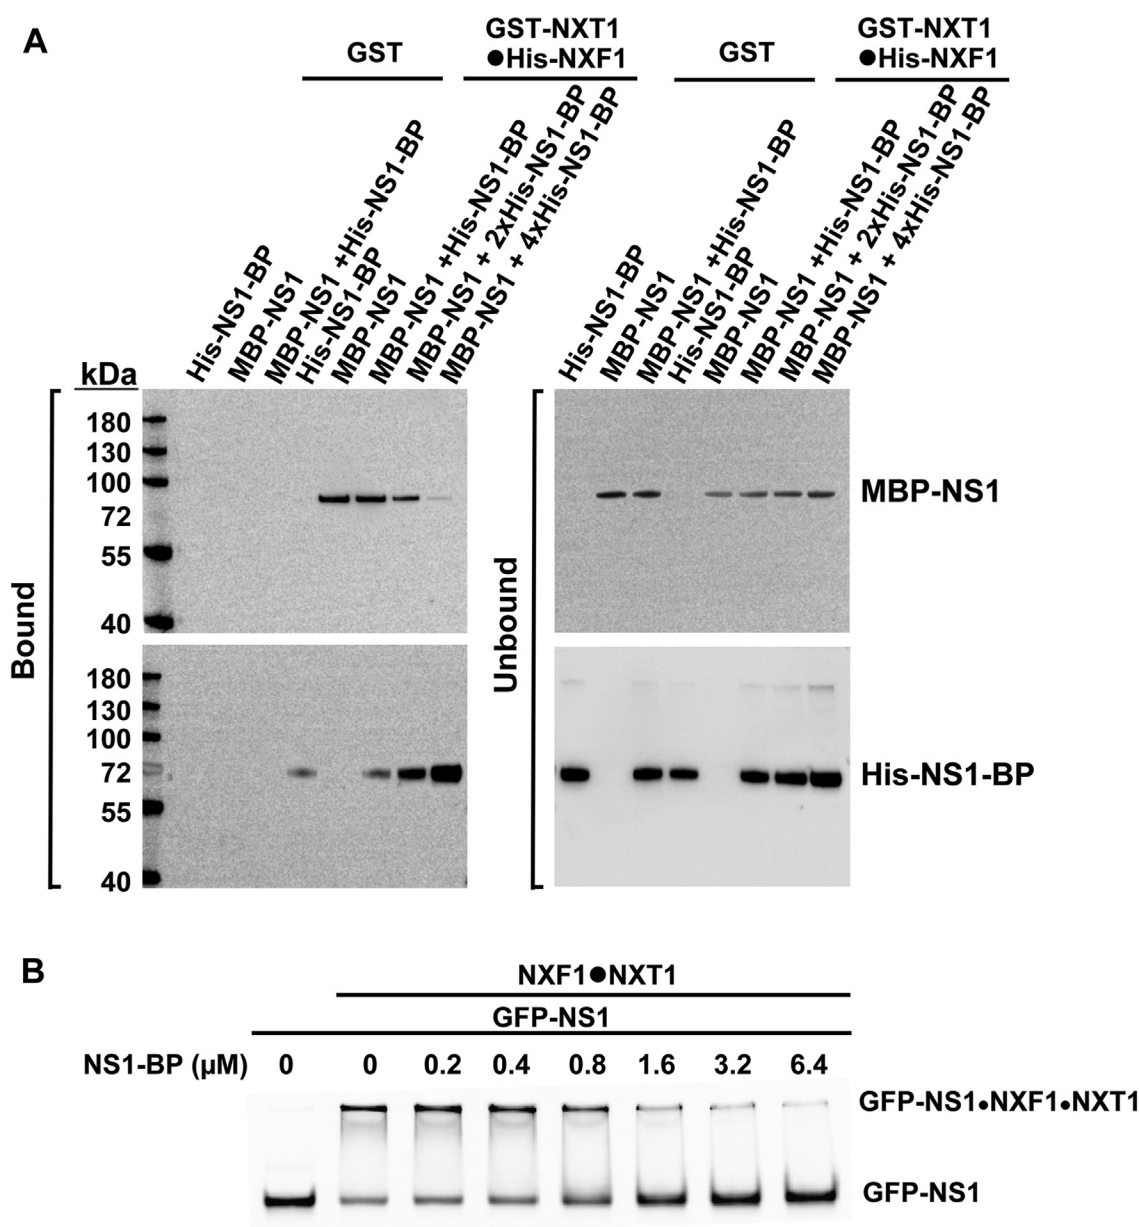 A
GST
GST-NXT1
●His-NXF1
GST
GST-NXT1
●His-NXF1
His-NS1-BP
MBP-NS1
MBP-NS1 +His-NS1-BP
His-NS1-BP
MBP-NS1
MBP-NS1 +His-NS1-BP
MBP-NS1 + 2xHis-NS1-BP
MBP-NS1 + 4xHis-NS1-BP
His-NS1-BP
MBP-NS1
MBP-NS1 +His-NS1-BP
His-NS1-BP
MBP-NS1
MBP-NS1 +His-NS1-BP
MBP-NS1 + 2xHis-NS1-BP
MBP-NS1 + 4xHis-NS1-BP
kDa
Bound
180
130
100
72
55
40
180
130
100
72
55
40
Unbound
MBP-NS1
His-NS1-BP
B
NXF1●NXT1
GFP-NS1
NS1-BP (µM) 0 0 0.2 0.4 0.8 1.6 3.2 6.4
GFP-NS1●NXF1●NXT1
GFP-NS1